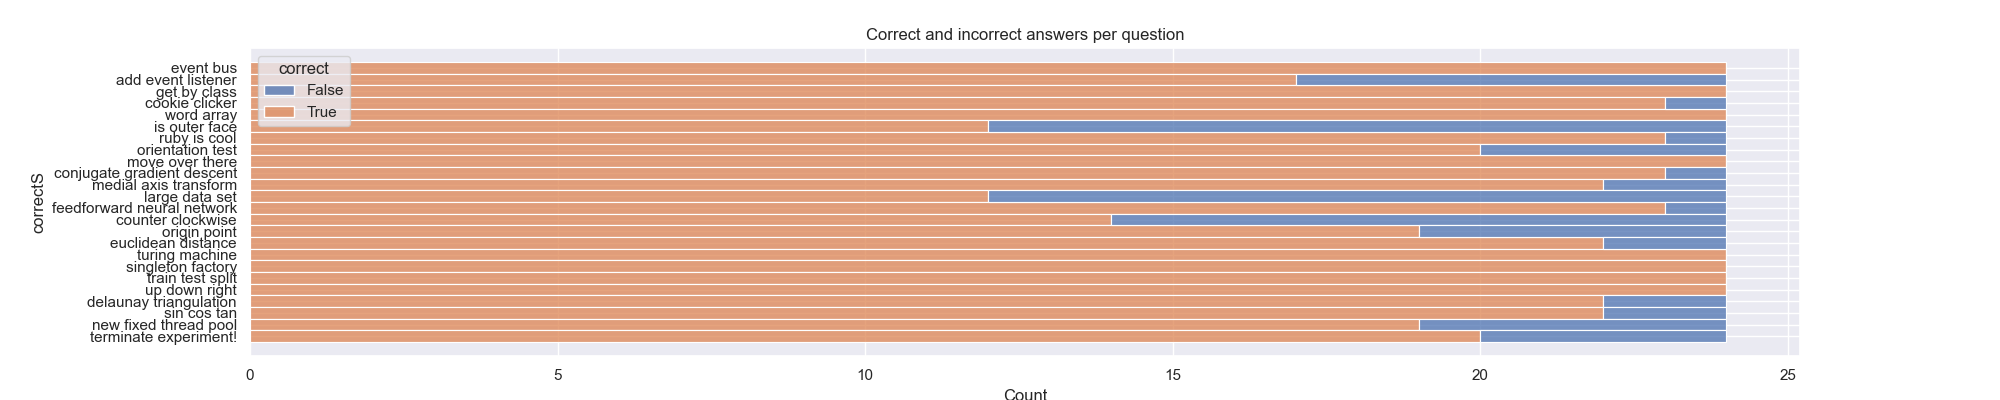 Correct and incorrect answers per question
correct
False
True
correctS
event bus
add event listener
get by class
cookie clicker
word array
is outer face
ruby is cool
orientation test
move over there
conjugate gradient descent
medial axis transform
large data set
feedforward neural network
counter clockwise
origin point
euclidean distance
turing machine
singleton factory
train test split
up down right
delaunay triangulation
sin cos tan
new fixed thread pool
terminate experiment!
0 5 10 15 20 25
Count